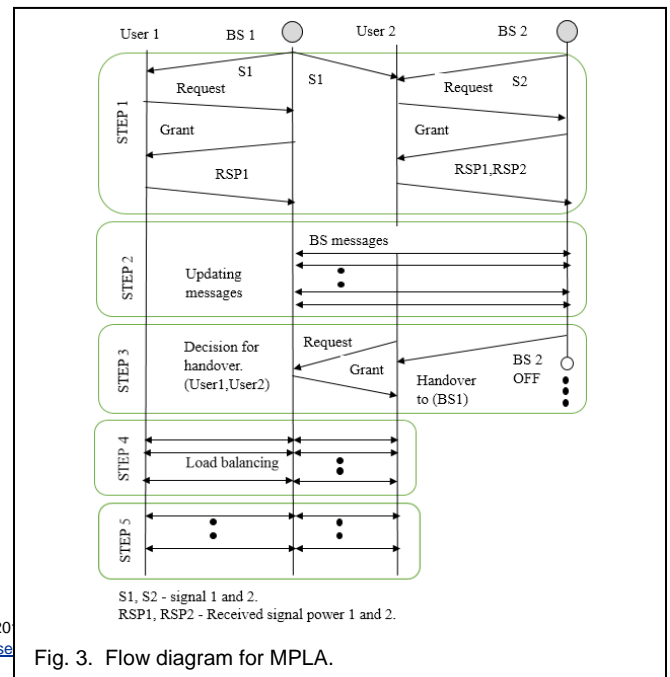 User 1 BS 1 User 2 BS 2
STEP 1
S1 S1 S2
Request Request
Grant Grant
RSP1 RSP1,RSP2
STEP 2
BS messages
Updating
messages
STEP 3
Decision for
handover.
(User1,User2)
Request
Grant
Handover
to (BS1)
BS 2
OFF
STEP 4
Load balancing
STEP 5
S1, S2 - signal 1 and 2.
RSP1, RSP2 - Received signal power 1 and 2.
Fig. 3. Flow diagram for MPLA.